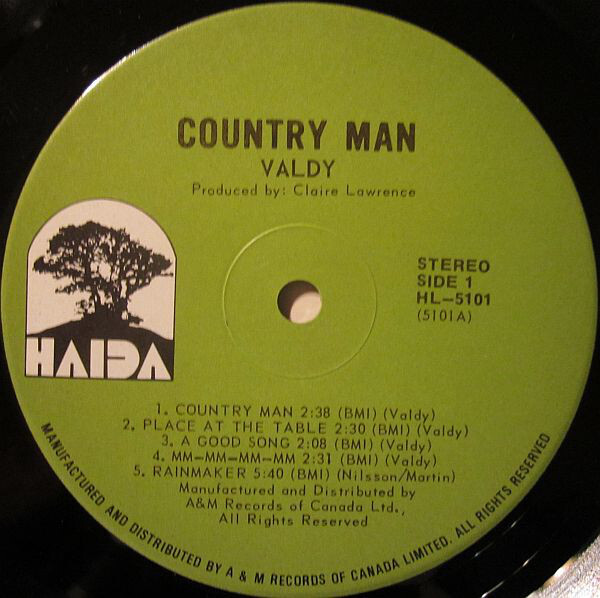 COUNTRY MAN
VALDY
Produced by: Claire Lawrence
HAIDA
STEREO
SIDE 1
HL-5101
(5101A)
1. COUNTRY MAN 2:38 (BMI) (Valdy)
2. PLACE AT THE TABLE 2:30 (BMI) (Valdy)
3. A GOOD SONG 2:08 (BMI) (Valdy)
4. MM-MM-MM-MM 2:31 (BMI) (Valdy)
5. RAINMAKER 5:40 (BMI) (Nilsson/Martin)
Manufactured and Distributed by
A&M Records of Canada Ltd.,
All Rights Reserved
MANUFACTURED AND DISTRIBUTED BY A & M RECORDS OF CANADA LIMITED. ALL RIGHTS RESERVED